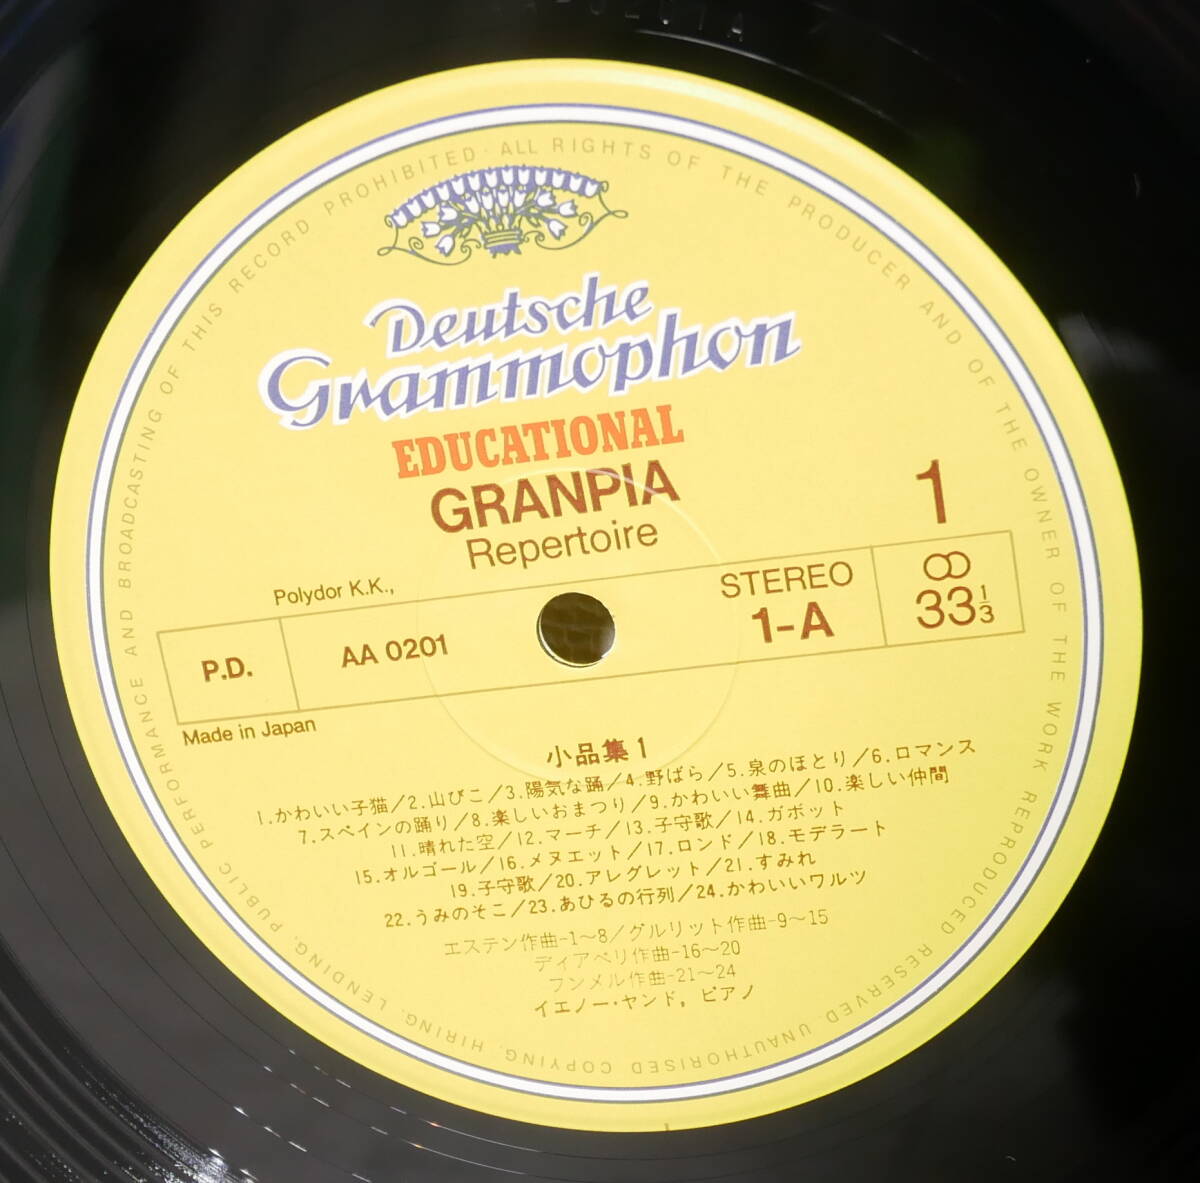 PERFORMANCE AND BROADCASTING OF THIS RECORD PROHIBITED · ALL RIGHTS OF THE PRODUCER AND OF THE OWNER OF THE WORK REPRODUCED RESERVED UNAUTHORISED COPYING, HIRING, LENDING, PUBLIC
Deutsche
Grammophon
EDUCATIONAL
GRANPIA
Repertoire
1
Polydor K.K.,
P.D.
AA 0201
STEREO
1-A
33 1/3
Made in Japan
小品集1
1.かわいい子猫/2.山びこ/3.陽気な踊/4.野ばら/5.泉のほとり/6.ロマンス
7.スペインの踊り/8.楽しいおまつり/9.かわいい舞曲/10.楽しい仲間
11.晴れた空/12.マーチ/13.子守歌/14.ガボット
15.オルゴール/16.メヌエット/17.ロンド/18.モデラート
19.子守歌/20.アレグレット/21.すみれ
22.うみのそこ/23.あひるの行列/24.かわいいワルツ
エステン作曲-1〜8/グルリット作曲-9〜15
ディアベリ作曲-16〜20
フンメル作曲-21〜24
イエノー・ヤンド, ピアノ